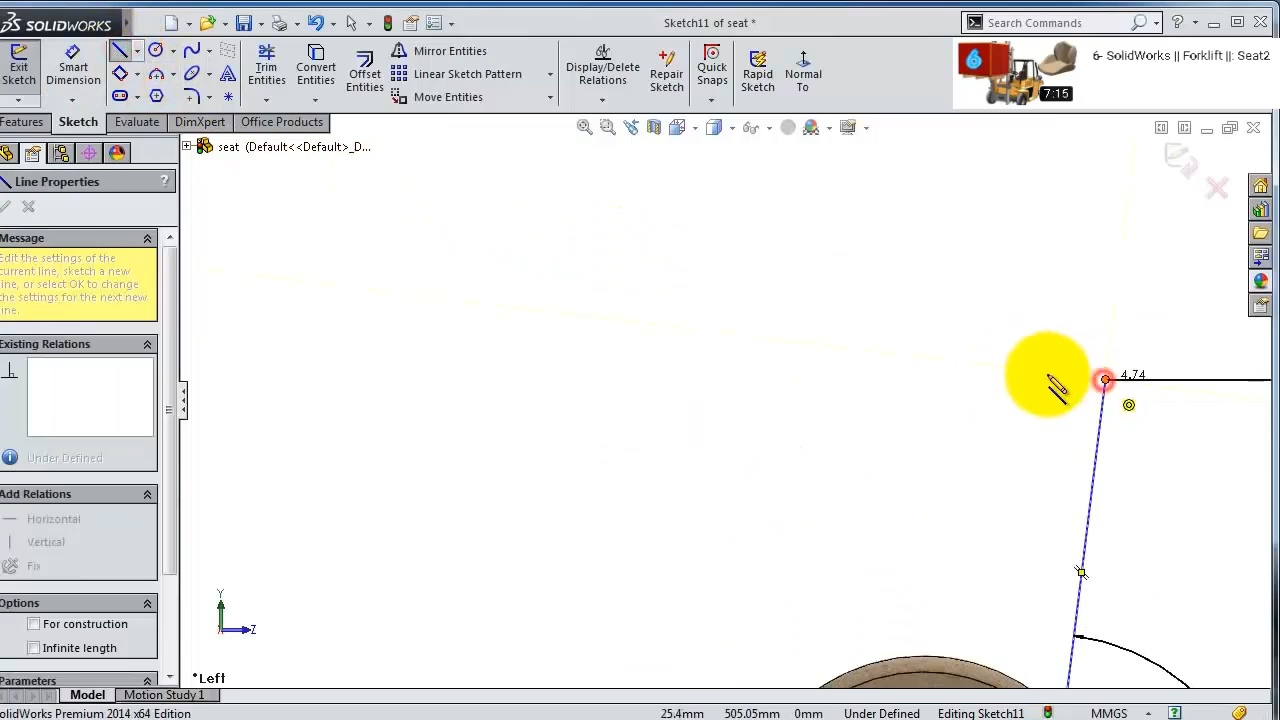 SOLIDWORKS
Sketch11 of seat *
Search Commands
6- SolidWorks || Forklift ||: Seat2
7:15
6
Exit Sketch
Smart Dimension
Trim Entities
Convert Entities
Offset Entities
Mirror Entities
Linear Sketch Pattern
Move Entities
Display/Delete Relations
Repair Sketch
Quick Snaps
Rapid Sketch
Normal To
Features
Sketch
Evaluate
DimXpert
Office Products
seat (Default<<Default>_D...
Line Properties
?
Message
Edit the settings of the
current line, sketch a new
line, or select OK to change
the settings for the next new
line.
Existing Relations
Under Defined
Add Relations
Horizontal
Vertical
Fix
Options
For construction
Infinite length
Parameters
4.74
Y
Z
*Left
Model
Motion Study 1
SolidWorks Premium 2014 x64 Edition
25.4mm
505.05mm
0mm
Under Defined
Editing Sketch11
MMGS